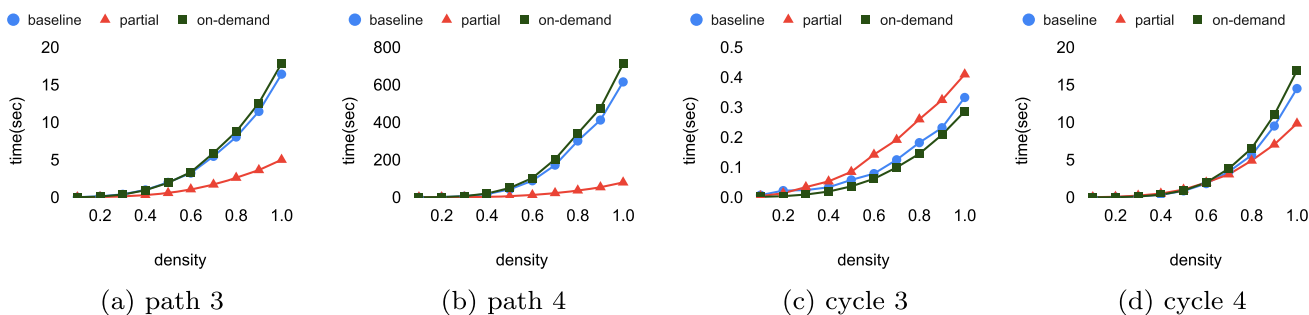 baseline partial on-demand
20
15
10
5
0
time(sec)
0.2 0.4 0.6 0.8 1.0
density
(a) path 3
baseline partial on-demand
800
600
400
200
0
time(sec)
0.2 0.4 0.6 0.8 1.0
density
(b) path 4
baseline partial on-demand
0.5
0.4
0.3
0.2
0.1
0.0
time(sec)
0.2 0.4 0.6 0.8 1.0
density
(c) cycle 3
baseline partial on-demand
20
15
10
5
0
time(sec)
0.2 0.4 0.6 0.8 1.0
density
(d) cycle 4